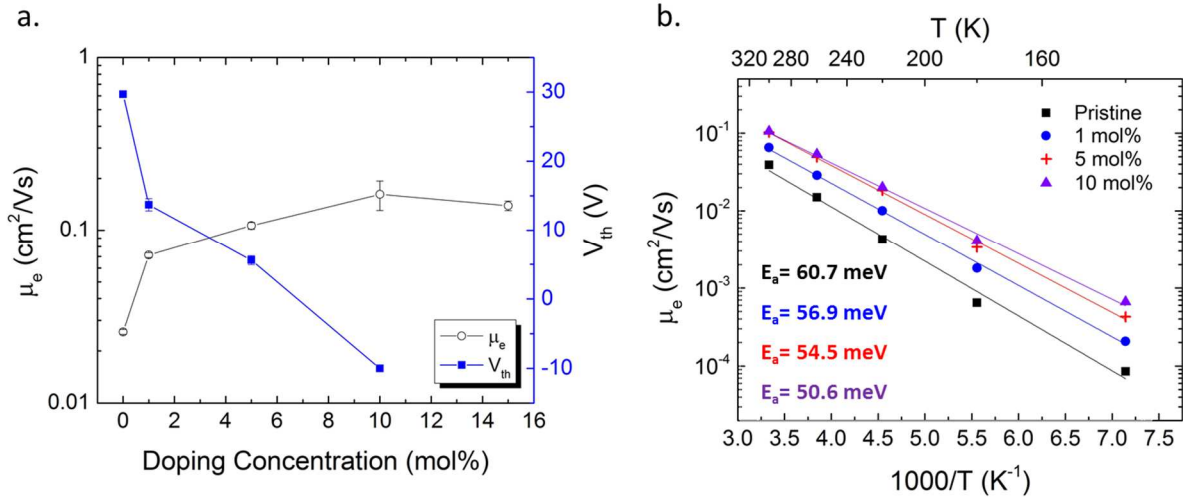 a.
1
0.1
0.01
μe (cm2/Vs)
30
20
10
0
-10
Vth (V)
μe
Vth
0 2 4 6 8 10 12 14 16
Doping Concentration (mol%)
b.
T (K)
320 280 240 200 160
10-1
10-2
10-3
10-4
μe (cm2/Vs)
Pristine
1 mol%
5 mol%
10 mol%
Ea= 60.7 meV
Ea= 56.9 meV
Ea= 54.5 meV
Ea= 50.6 meV
3.0 3.5 4.0 4.5 5.0 5.5 6.0 6.5 7.0 7.5
1000/T (K-1)